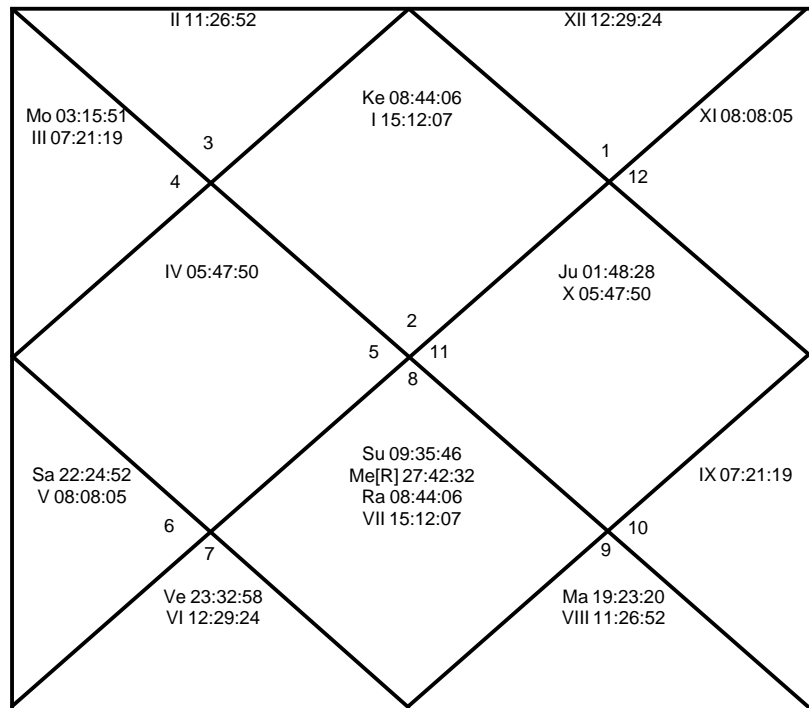 II 11:26:52
XII 12:29:24
Ke 08:44:06
I 15:12:07
Mo 03:15:51
III 07:21:19
XI 08:08:05
3
1
4
12
IV 05:47:50
Ju 01:48:28
X 05:47:50
2
5
11
8
Su 09:35:46
Me[R] 27:42:32
Ra 08:44:06
VII 15:12:07
Sa 22:24:52
V 08:08:05
IX 07:21:19
6
10
7
9
Ve 23:32:58
VI 12:29:24
Ma 19:23:20
VIII 11:26:52